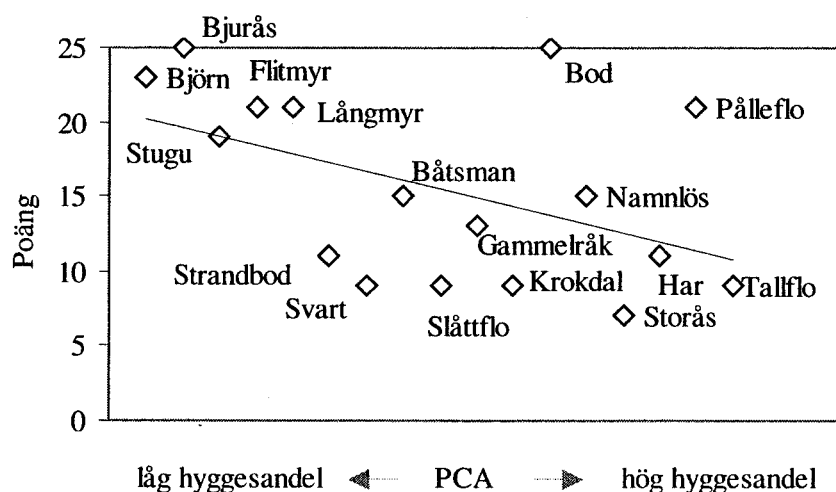 Bjurås
25
Björn
Flitmyr
Bod
20
Långmyr
Pålleflo
Stugu
Båtsman
15
Namnlös
Poäng
Gammelråk
10
Strandbod
Krokdal
Har
Tallflo
Svart
Slåttflo
Storås
5
0
låg hyggesandel PCA hög hyggesandel